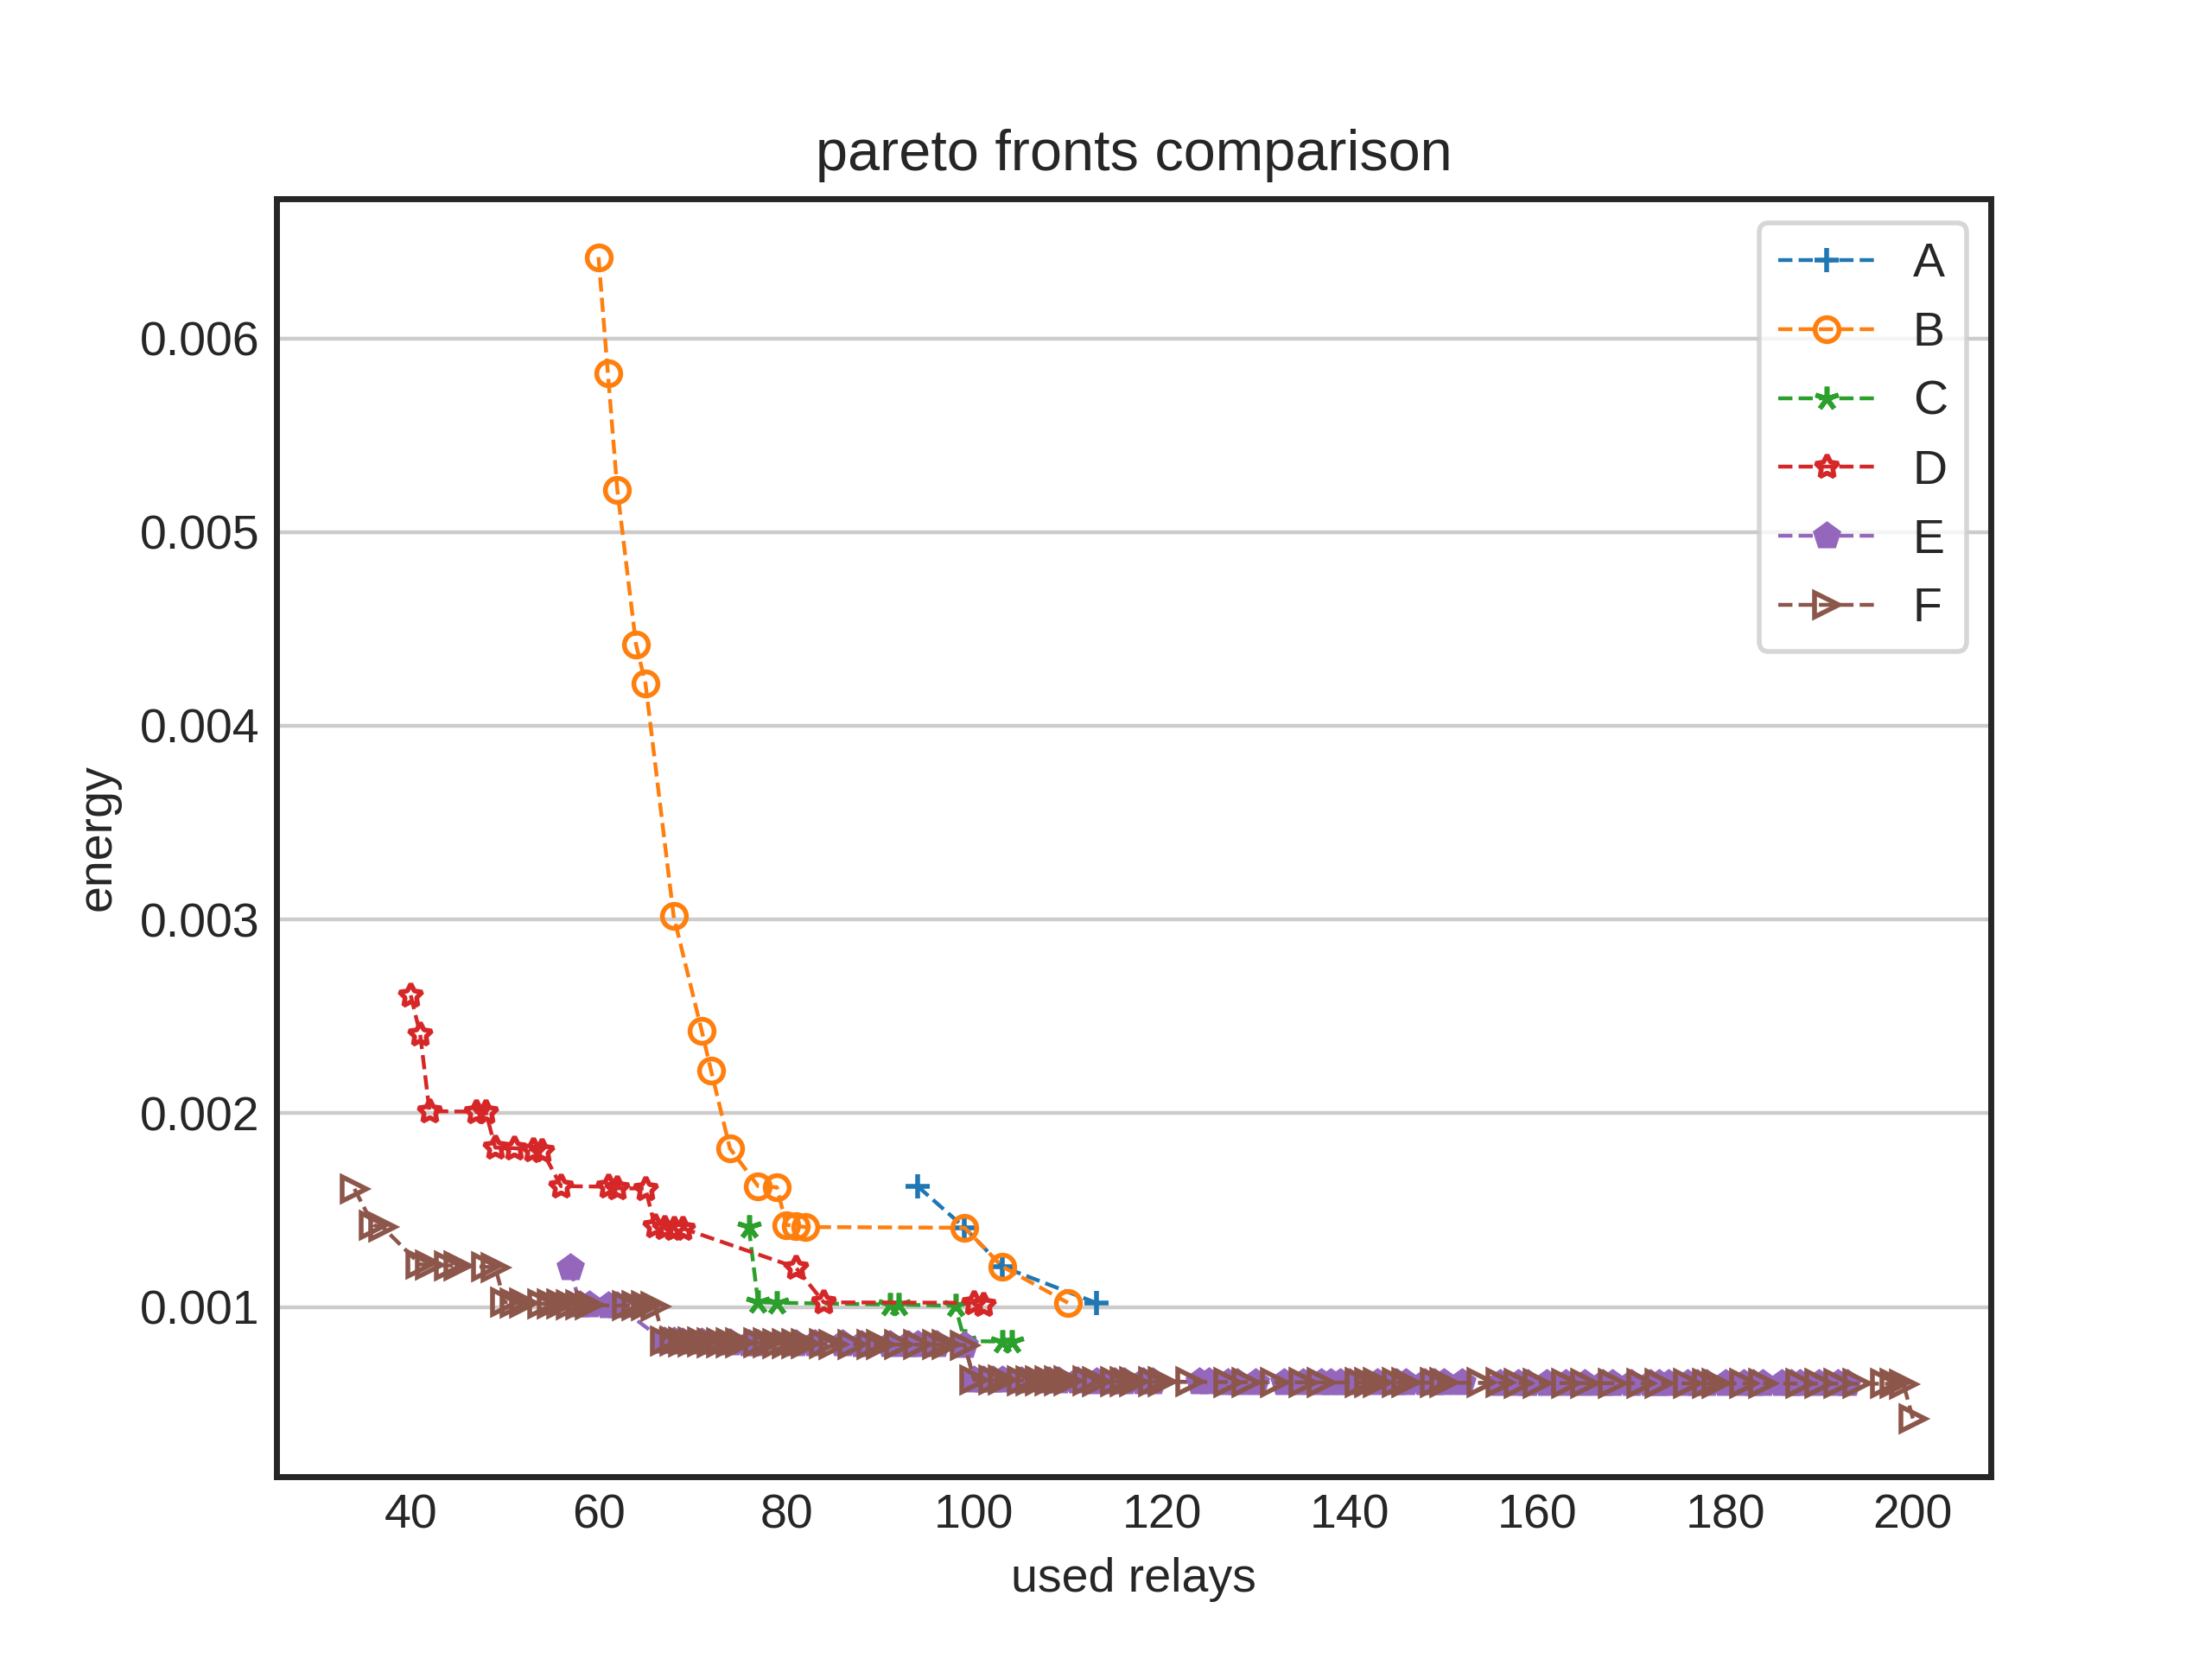 pareto fronts comparison
A
B
C
D
E
F
0.006
0.005
0.004
0.003
0.002
0.001
energy
40 60 80 100 120 140 160 180 200
used relays